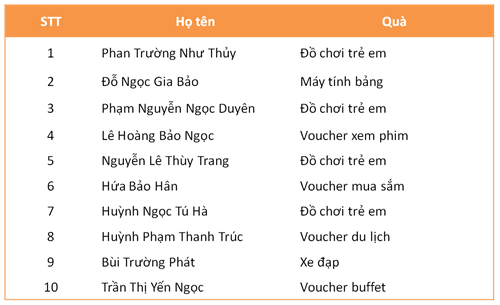 STT Họ tên Quà
1 Phan Trường Như Thủy Đồ chơi trẻ em
2 Đỗ Ngọc Gia Bảo Máy tính bảng
3 Phạm Nguyễn Ngọc Duyên Đồ chơi trẻ em
4 Lê Hoàng Bảo Ngọc Voucher xem phim
5 Nguyễn Lê Thùy Trang Đồ chơi trẻ em
6 Hứa Bảo Hân Voucher mua sắm
7 Huỳnh Ngọc Tú Hà Đồ chơi trẻ em
8 Huỳnh Phạm Thanh Trúc Voucher du lịch
9 Bùi Trường Phát Xe đạp
10 Trần Thị Yến Ngọc Voucher buffet